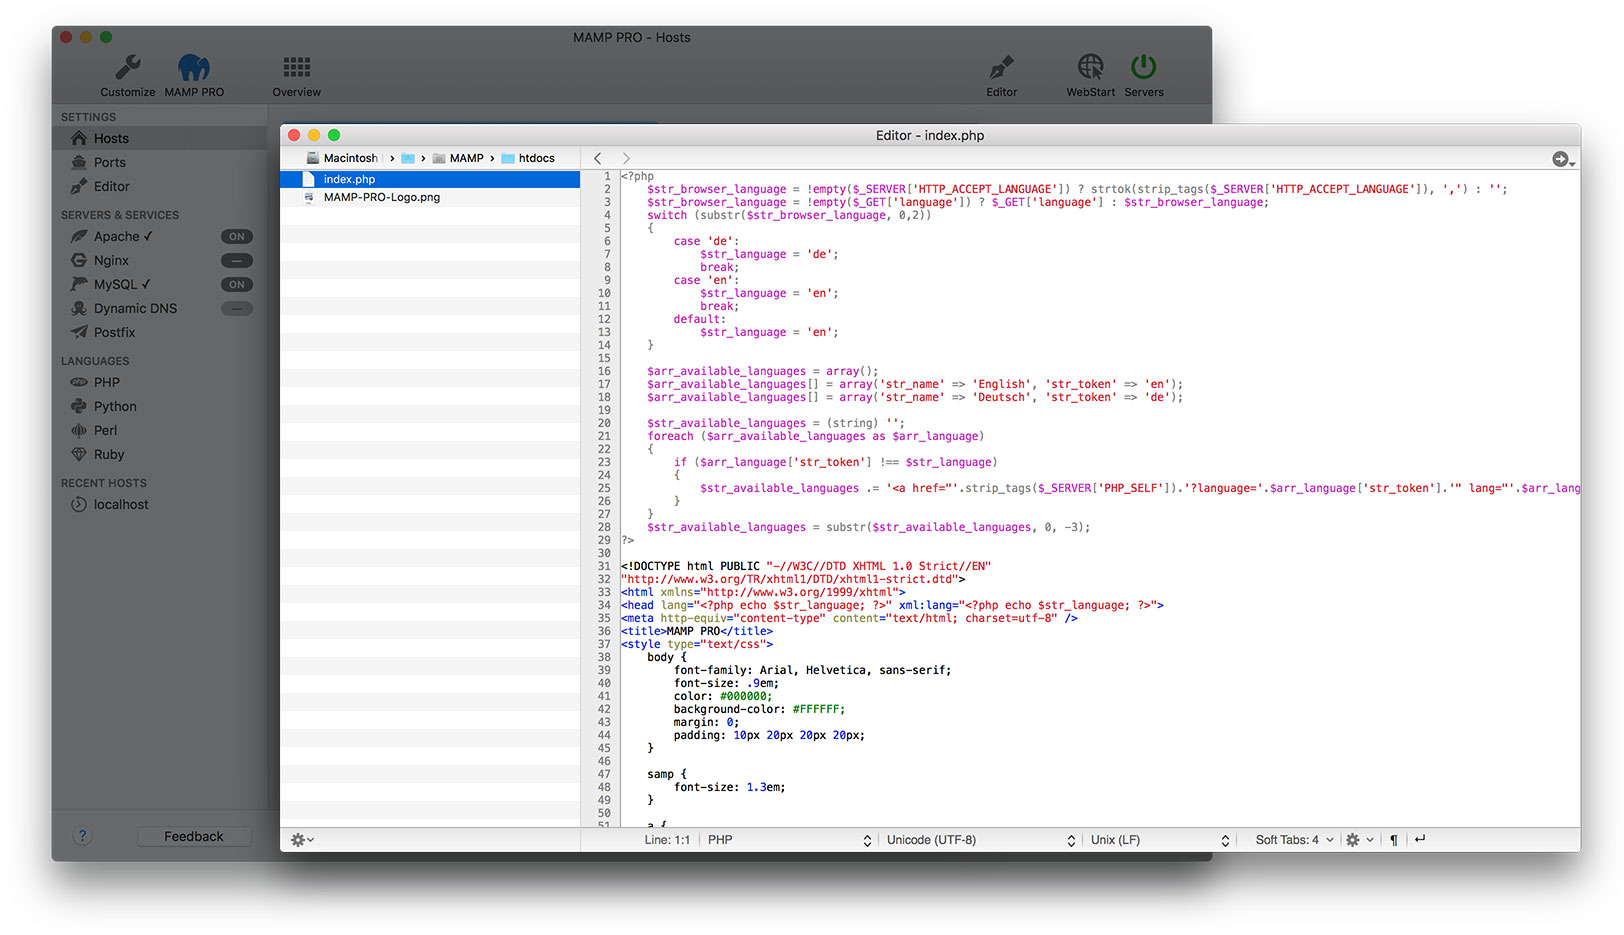 MAMP PRO - Hosts
Customize MAMP PRO Overview Editor WebStart Servers
SETTINGS
Hosts
Ports
Editor
SERVERS & SERVICES
Apache ✓ ON
Nginx —
MySQL ✓ ON
Dynamic DNS —
Postfix
LANGUAGES
PHP
Python
Perl
Ruby
RECENT HOSTS
localhost
? Feedback
Editor - index.php
Macintosh › › MAMP › htdocs
index.php
MAMP-PRO-Logo.png
1 <?php
2     $str_browser_language = !empty($_SERVER['HTTP_ACCEPT_LANGUAGE']) ? strtok(strip_tags($_SERVER['HTTP_ACCEPT_LANGUAGE']), ',') : '';
3     $str_browser_language = !empty($_GET['language']) ? $_GET['language'] : $str_browser_language;
4     switch (substr($str_browser_language, 0,2))
5     {
6         case 'de':
7             $str_language = 'de';
8             break;
9         case 'en':
10             $str_language = 'en';
11             break;
12         default:
13             $str_language = 'en';
14     }
15
16     $arr_available_languages = array();
17     $arr_available_languages[] = array('str_name' => 'English', 'str_token' => 'en');
18     $arr_available_languages[] = array('str_name' => 'Deutsch', 'str_token' => 'de');
19
20     $str_available_languages = (string) '';
21     foreach ($arr_available_languages as $arr_language)
22     {
23         if ($arr_language['str_token'] !== $str_language)
24         {
25             $str_available_languages .= '<a href="'.strip_tags($_SERVER['PHP_SELF']).'?language='.$arr_language['str_token'].'" lang="'.$arr_lang
26         }
27     }
28     $str_available_languages = substr($str_available_languages, 0, -3);
29 ?>
30
31 <!DOCTYPE html PUBLIC "-//W3C//DTD XHTML 1.0 Strict//EN"
32 "http://www.w3.org/TR/xhtml1/DTD/xhtml1-strict.dtd">
33 <html xmlns="http://www.w3.org/1999/xhtml">
34 <head lang="<?php echo $str_language; ?>" xml:lang="<?php echo $str_language; ?>">
35 <meta http-equiv="content-type" content="text/html; charset=utf-8" />
36 <title>MAMP PRO</title>
37 <style type="text/css">
38     body {
39         font-family: Arial, Helvetica, sans-serif;
40         font-size: .9em;
41         color: #000000;
42         background-color: #FFFFFF;
43         margin: 0;
44         padding: 10px 20px 20px 20px;
45     }
46
47     samp {
48         font-size: 1.3em;
49     }
50
51     a {
Line: 1:1 PHP Unicode (UTF-8) Unix (LF) Soft Tabs: 4 ¶ ↵